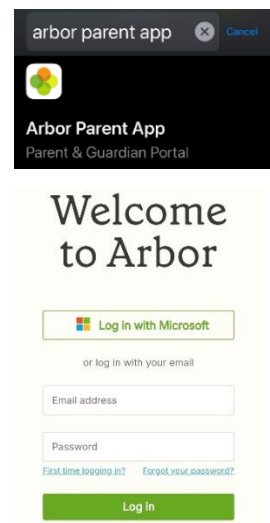 arbor parent app Cancel
Arbor Parent App
Parent & Guardian Portal
Welcome
to Arbor
Log in with Microsoft
or log in with your email
Email address
Password
First time logging in? Forgot your password?
Log in